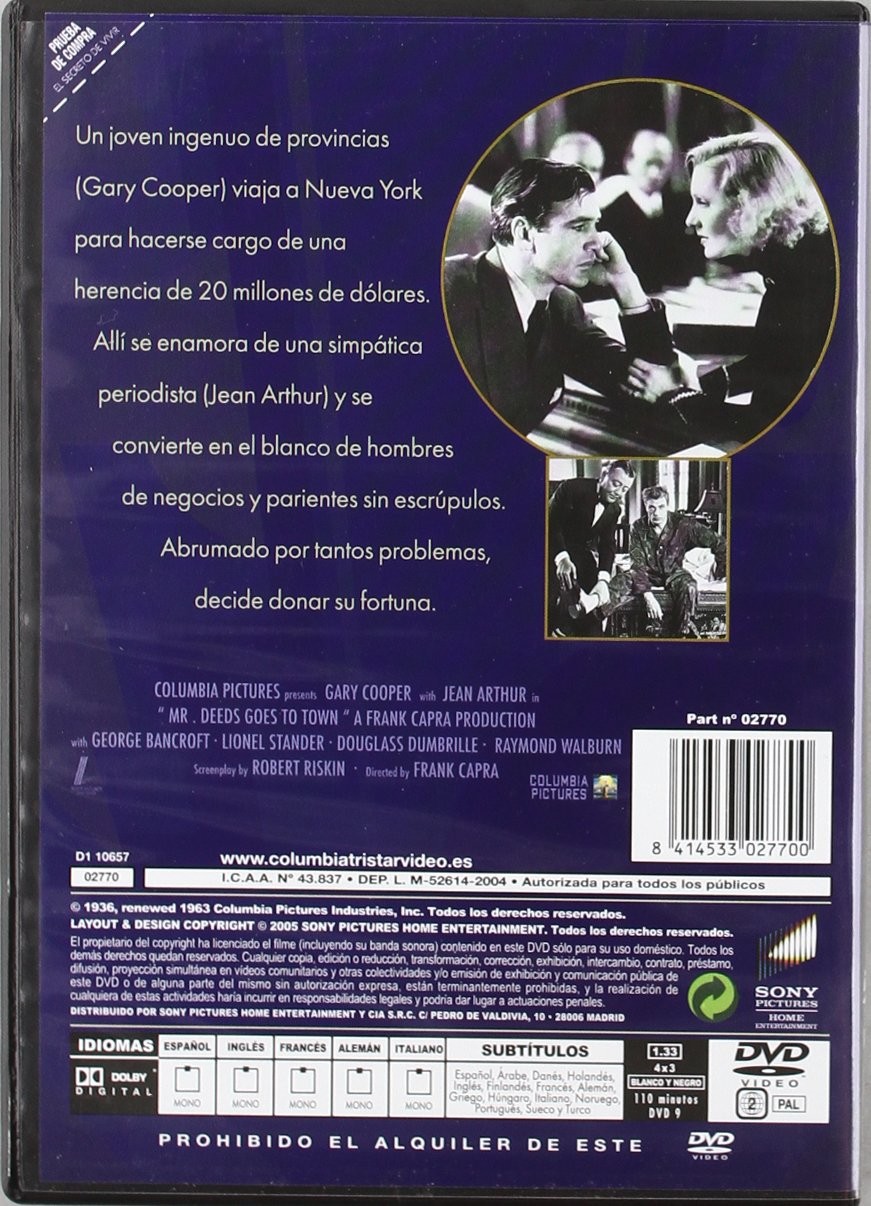 PRUEBA
DE COMPRA
EL SECRETO DE VIVIR
Un joven ingenuo de provincias
(Gary Cooper) viaja a Nueva York
para hacerse cargo de una
herencia de 20 millones de dólares.
Allí se enamora de una simpática
periodista (Jean Arthur) y se
convierte en el blanco de hombres
de negocios y parientes sin escrúpulos.
Abrumado por tantos problemas,
decide donar su fortuna.
COLUMBIA PICTURES presents GARY COOPER with JEAN ARTHUR in
" MR . DEEDS GOES TO TOWN " A FRANK CAPRA PRODUCTION
with GEORGE BANCROFT · LIONEL STANDER · DOUGLASS DUMBRILLE · RAYMOND WALBURN
Screenplay by ROBERT RISKIN · Directed by FRANK CAPRA
COLUMBIA
PICTURES
Part nº 02770
8 414533 027700
D1 10657
02770
www.columbiatristarvideo.es
I.C.A.A. Nº 43.837 • DEP. L. M-52614-2004 • Autorizada para todos los públicos
© 1936, renewed 1963 Columbia Pictures Industries, Inc. Todos los derechos reservados.
LAYOUT & DESIGN COPYRIGHT © 2005 SONY PICTURES HOME ENTERTAINMENT. Todos los derechos reservados.
El propietario del copyright ha licenciado el filme (incluyendo su banda sonora) contenido en este DVD sólo para su uso doméstico. Todos los
demás derechos quedan reservados. Cualquier copia, edición o reducción, transformación, corrección, exhibición, intercambio, contrato, préstamo,
difusión, proyección simultánea en vídeos comunitarios y otras colectividades y/o emisión de exhibición y comunicación pública de
este DVD o de alguna parte del mismo sin autorización expresa, están terminantemente prohibidas, y la realización de
cualquiera de estas actividades haría incurrir en responsabilidades legales y podría dar lugar a actuaciones penales.
DISTRIBUIDO POR SONY PICTURES HOME ENTERTAINMENT Y CIA S.R.C. C/ PEDRO DE VALDIVIA, 10 - 28006 MADRID
SONY
PICTURES
HOME
ENTERTAINMENT
IDIOMAS
DOLBY
DIGITAL
ESPAÑOL
MONO
INGLÉS
MONO
FRANCÉS
MONO
ALEMÁN
MONO
ITALIANO
MONO
SUBTÍTULOS
Español, Árabe, Danés, Holandés,
Inglés, Finlandés, Francés, Alemán,
Griego, Húngaro, Italiano, Noruego,
Portugués, Sueco y Turco
1.33
4x3
BLANCO Y NEGRO
110 minutos
DVD 9
DVD
VIDEO
2
PAL
PROHIBIDO EL ALQUILER DE ESTE
DVD
VIDEO